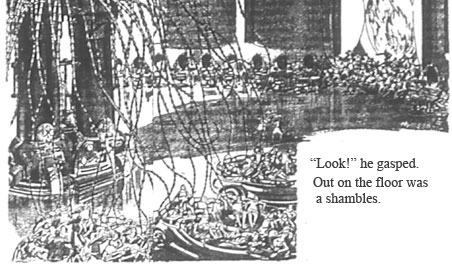 “Look!” he gasped.
Out on the floor was
a shambles.